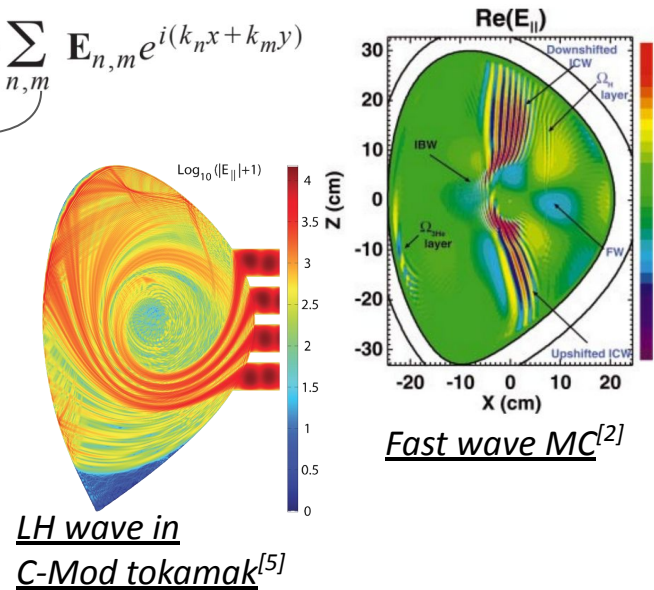 ∑ E_{n,m} e^{i(k_n x + k_m y)}
n,m
Log₁₀ (|E_||| +1)
4
3.5
3
2.5
2
1.5
1
0.5
0
LH wave in
C-Mod tokamak[5]
Re(E_||)
Downshifted
ICW
Ω_H
layer
IBW
Ω_3He
layer
FW
Upshifted ICW
30
20
10
0
-10
-20
-30
Z (cm)
-20 -10 0 10 20
X (cm)
Fast wave MC[2]